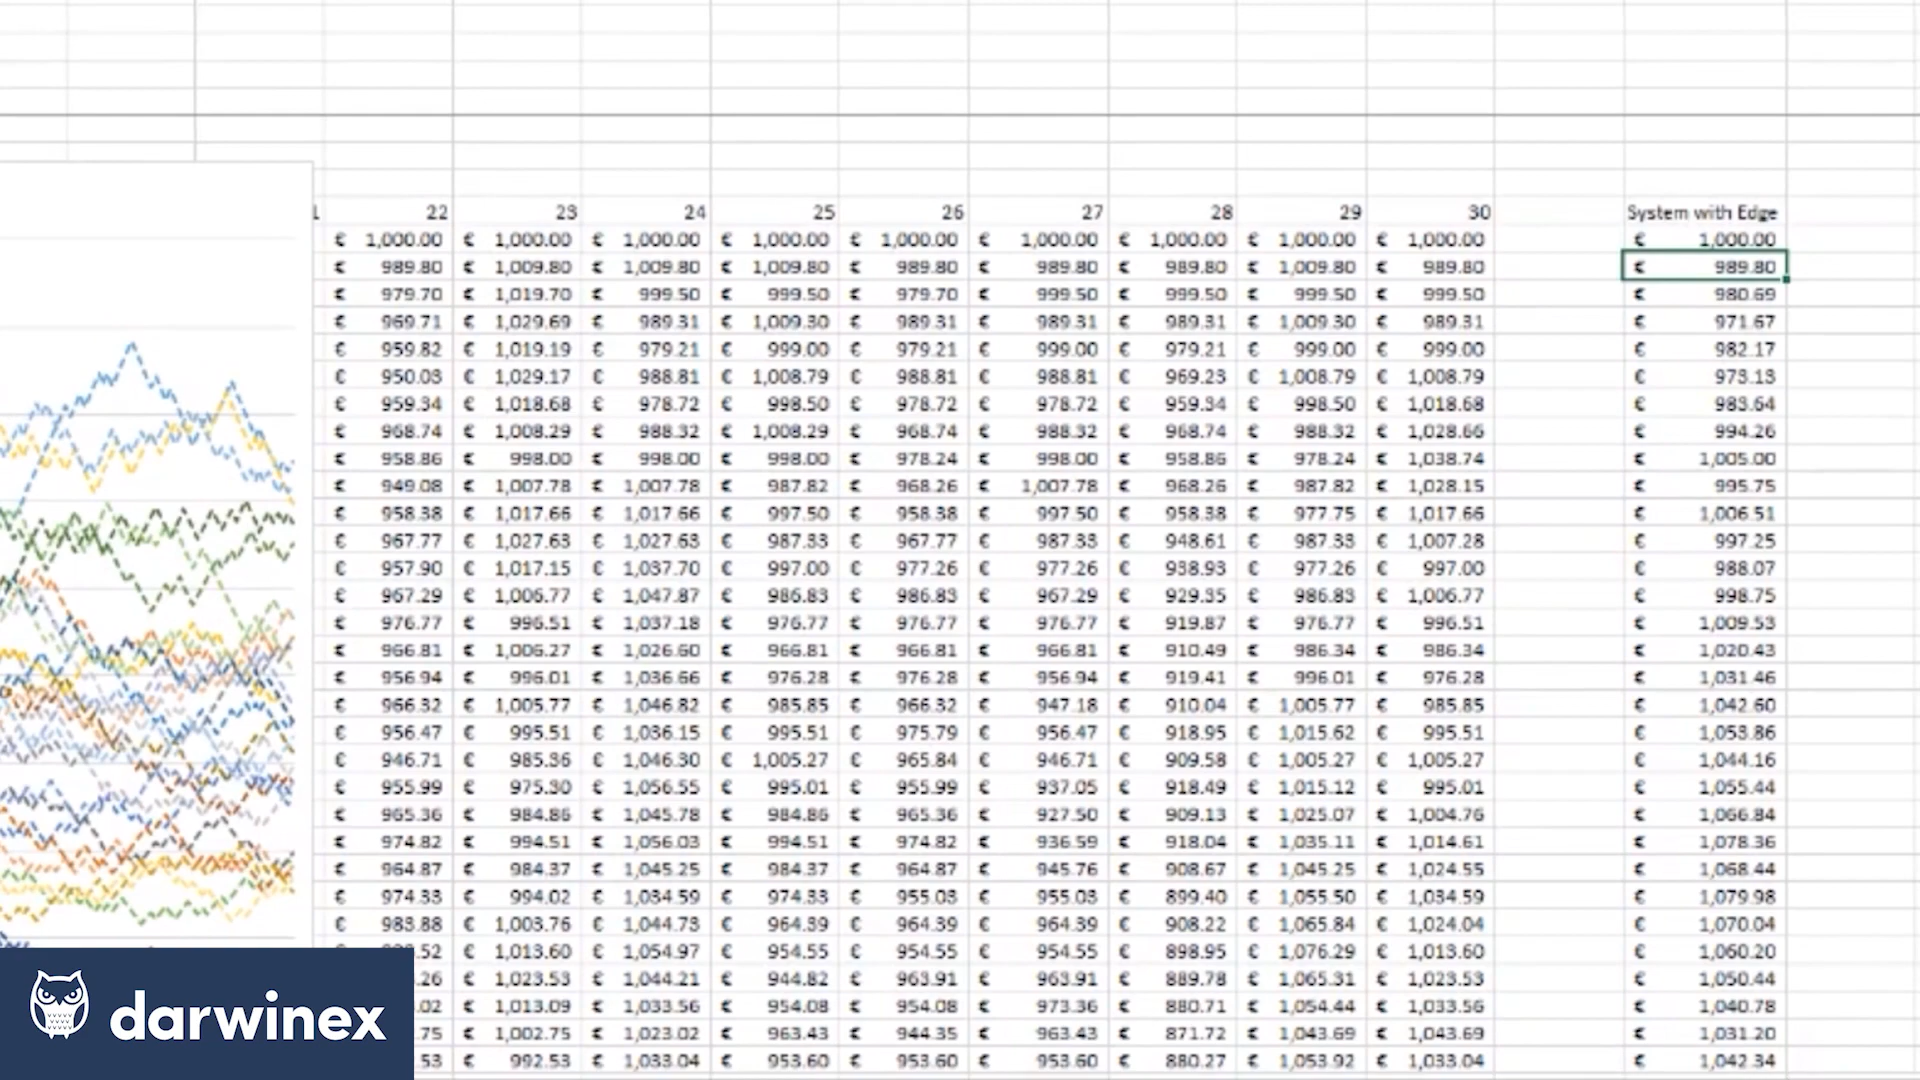 1 22 23 24 25 26 27 28 29 30 System with Edge
€ 1,000.00 € 1,000.00 € 1,000.00 € 1,000.00 € 1,000.00 € 1,000.00 € 1,000.00 € 1,000.00 € 1,000.00 € 1,000.00
€ 989.80 € 1,009.80 € 1,009.80 € 1,009.80 € 989.80 € 989.80 € 989.80 € 1,009.80 € 989.80 € 989.80
€ 979.70 € 1,019.70 € 999.50 € 999.50 € 979.70 € 999.50 € 999.50 € 999.50 € 999.50 € 980.69
€ 969.71 € 1,029.69 € 989.31 € 1,009.30 € 989.31 € 989.31 € 989.31 € 1,009.30 € 989.31 € 971.67
€ 959.82 € 1,019.19 € 979.21 € 999.00 € 979.21 € 999.00 € 979.21 € 999.00 € 999.00 € 982.17
€ 950.03 € 1,029.17 € 988.81 € 1,008.79 € 988.81 € 988.81 € 969.23 € 1,008.79 € 1,008.79 € 973.13
€ 959.34 € 1,018.68 € 978.72 € 998.50 € 978.72 € 978.72 € 959.34 € 998.50 € 1,018.68 € 983.64
€ 968.74 € 1,008.29 € 988.32 € 1,008.29 € 968.74 € 988.32 € 968.74 € 988.32 € 1,028.66 € 994.26
€ 958.86 € 998.00 € 998.00 € 998.00 € 978.24 € 998.00 € 958.86 € 978.24 € 1,038.74 € 1,005.00
€ 949.08 € 1,007.78 € 1,007.78 € 987.82 € 968.26 € 1,007.78 € 968.26 € 987.82 € 1,028.15 € 995.75
€ 958.38 € 1,017.66 € 1,017.66 € 997.50 € 958.38 € 997.50 € 958.38 € 977.75 € 1,017.66 € 1,006.51
€ 967.77 € 1,027.63 € 1,027.63 € 987.33 € 967.77 € 987.33 € 948.61 € 987.33 € 1,007.28 € 997.25
€ 957.90 € 1,017.15 € 1,037.70 € 997.00 € 977.26 € 977.26 € 938.93 € 977.26 € 997.00 € 988.07
€ 967.29 € 1,006.77 € 1,047.87 € 986.83 € 986.83 € 967.29 € 929.35 € 986.83 € 1,006.77 € 998.75
€ 976.77 € 996.51 € 1,037.18 € 976.77 € 976.77 € 976.77 € 919.87 € 976.77 € 996.51 € 1,009.53
€ 966.81 € 1,006.27 € 1,026.60 € 966.81 € 966.81 € 966.81 € 910.49 € 986.34 € 986.34 € 1,020.43
€ 956.94 € 996.01 € 1,036.66 € 976.28 € 976.28 € 956.94 € 919.41 € 996.01 € 976.28 € 1,031.46
€ 966.32 € 1,005.77 € 1,046.82 € 985.85 € 966.32 € 947.18 € 910.04 € 1,005.77 € 985.85 € 1,042.60
€ 956.47 € 995.51 € 1,036.15 € 995.51 € 975.79 € 956.47 € 918.95 € 1,015.62 € 995.51 € 1,053.86
€ 946.71 € 985.36 € 1,046.30 € 1,005.27 € 965.84 € 946.71 € 909.58 € 1,005.27 € 1,005.27 € 1,044.16
€ 955.99 € 975.30 € 1,056.55 € 995.01 € 955.99 € 937.05 € 918.49 € 1,015.12 € 995.01 € 1,055.44
€ 965.36 € 984.86 € 1,045.78 € 984.86 € 965.36 € 927.50 € 909.13 € 1,025.07 € 1,004.76 € 1,066.84
€ 974.82 € 994.51 € 1,056.03 € 994.51 € 974.82 € 936.59 € 918.04 € 1,035.11 € 1,014.61 € 1,078.36
€ 964.87 € 984.37 € 1,045.25 € 984.37 € 964.87 € 945.76 € 908.67 € 1,045.25 € 1,024.55 € 1,068.44
€ 974.33 € 994.02 € 1,034.59 € 974.33 € 955.03 € 955.03 € 899.40 € 1,055.50 € 1,034.59 € 1,079.98
€ 983.88 € 1,003.76 € 1,044.73 € 964.39 € 964.39 € 964.39 € 908.22 € 1,065.84 € 1,024.04 € 1,070.04
.52 € 1,013.60 € 1,054.97 € 954.55 € 954.55 € 954.55 € 898.95 € 1,076.29 € 1,013.60 € 1,060.20
.26 € 1,023.53 € 1,044.21 € 944.82 € 963.91 € 963.91 € 889.78 € 1,065.31 € 1,023.53 € 1,050.44
.02 € 1,013.09 € 1,033.56 € 954.08 € 954.08 € 973.36 € 880.71 € 1,054.44 € 1,033.56 € 1,040.78
.75 € 1,002.75 € 1,023.02 € 963.43 € 944.35 € 963.43 € 871.72 € 1,043.69 € 1,043.69 € 1,031.20
.53 € 992.53 € 1,033.04 € 953.60 € 953.60 € 953.60 € 880.27 € 1,053.92 € 1,033.04 € 1,042.34
darwinex